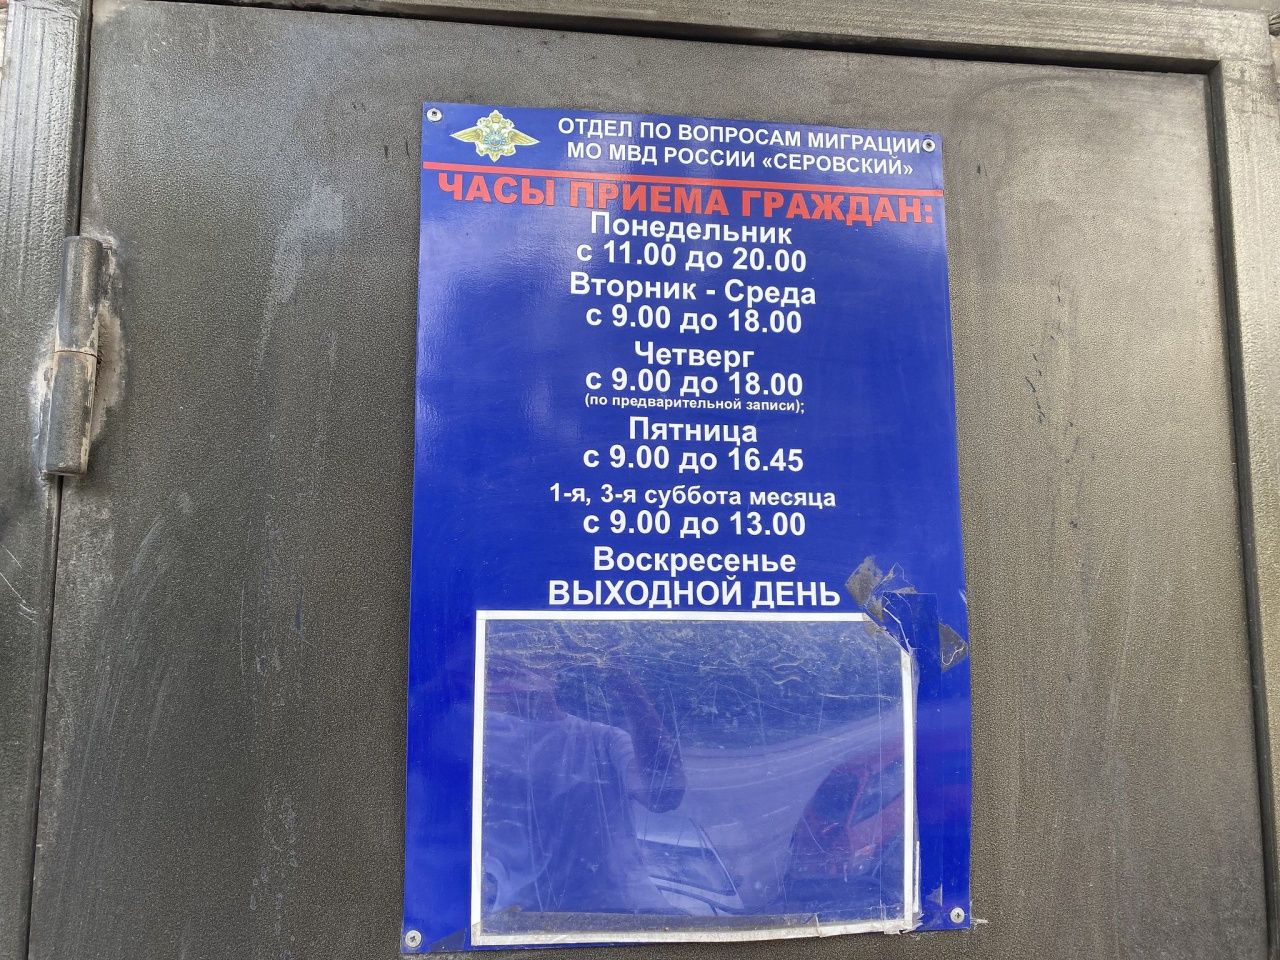 ОТДЕЛ ПО ВОПРОСАМ МИГРАЦИИ
МО МВД РОССИИ «СЕРОВСКИЙ»
ЧАСЫ ПРИЕМА ГРАЖДАН:
Понедельник
с 11.00 до 20.00
Вторник - Среда
с 9.00 до 18.00
Четверг
с 9.00 до 18.00
(по предварительной записи);
Пятница
с 9.00 до 16.45
1-я, 3-я суббота месяца
с 9.00 до 13.00
Воскресенье
ВЫХОДНОЙ ДЕНЬ